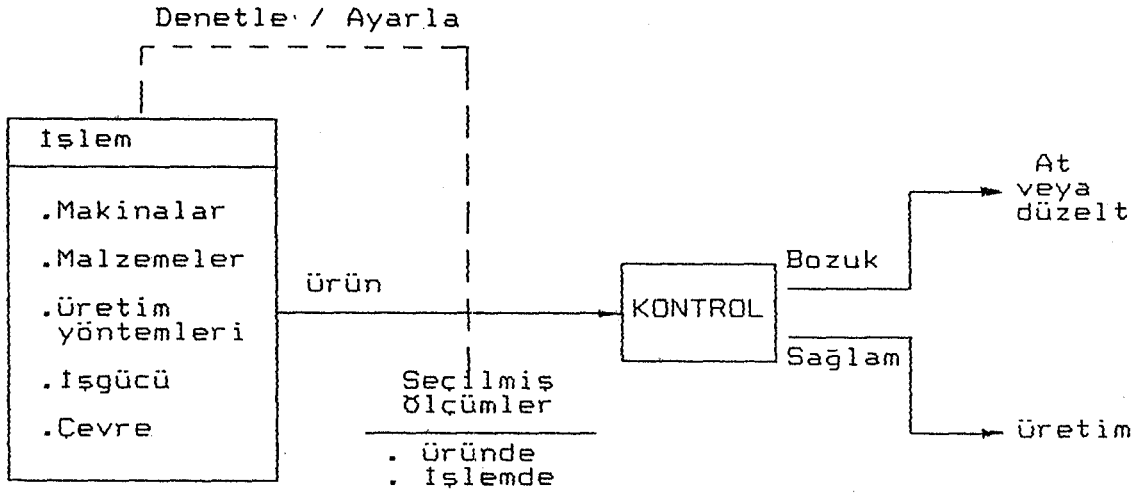 Denetle / Ayarla
İşlem
.Makinalar
.Malzemeler
.üretim
yöntemleri
.İşgücü
.Çevre
ürün
Seçilmiş
ölçümler
. üründe
. İşlemde
KONTROL
Bozuk
Sağlam
At
veya
düzelt
üretim